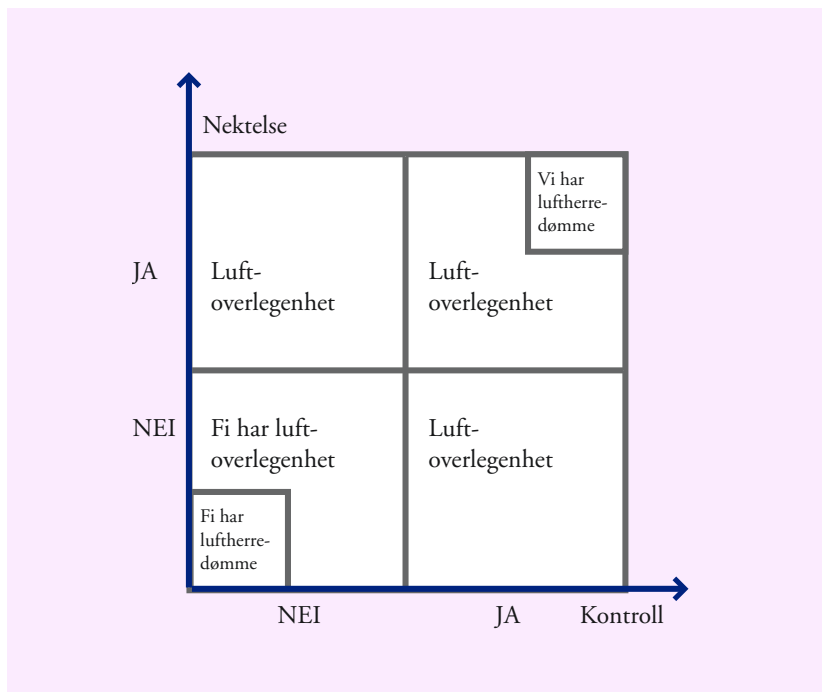 Nektelse
Vi har
luftherre-
dømme
JA
Luft-
overlegenhet
Luft-
overlegenhet
NEI
Fi har luft-
overlegenhet
Luft-
overlegenhet
Fi har
luftherre-
dømme
NEI
JA
Kontroll